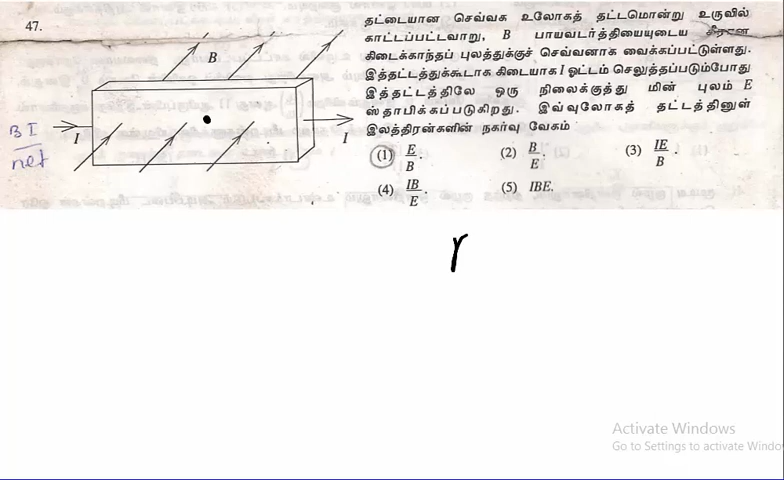 47.
தட்டையான செவ்வக உலோகத் தட்டமொன்று உருவில்
காட்டப்பட்டவாறு, B பாயவடர்த்தியையுடைய சீரான
கிடைக்காந்தப் புலத்துக்குச் செவ்வனாக வைக்கப்பட்டுள்ளது.
இத்தட்டத்துக்கூடாக கிடையாக I ஓட்டம் செலுத்தப்படும்போது
இத்தட்டத்திலே ஒரு நிலைக்குத்து மின் புலம் E
ஸ்தாபிக்கப்படுகிறது. இவ்வுலோகத் தட்டத்தினுள்
இலத்திரன்களின் நகர்வு வேகம்
(1) E/B. (2) B/E. (3) IE/B.
(4) IB/E. (5) IBE.
B
I
I
BI
net
Activate Windows
Go to Settings to activate Windo